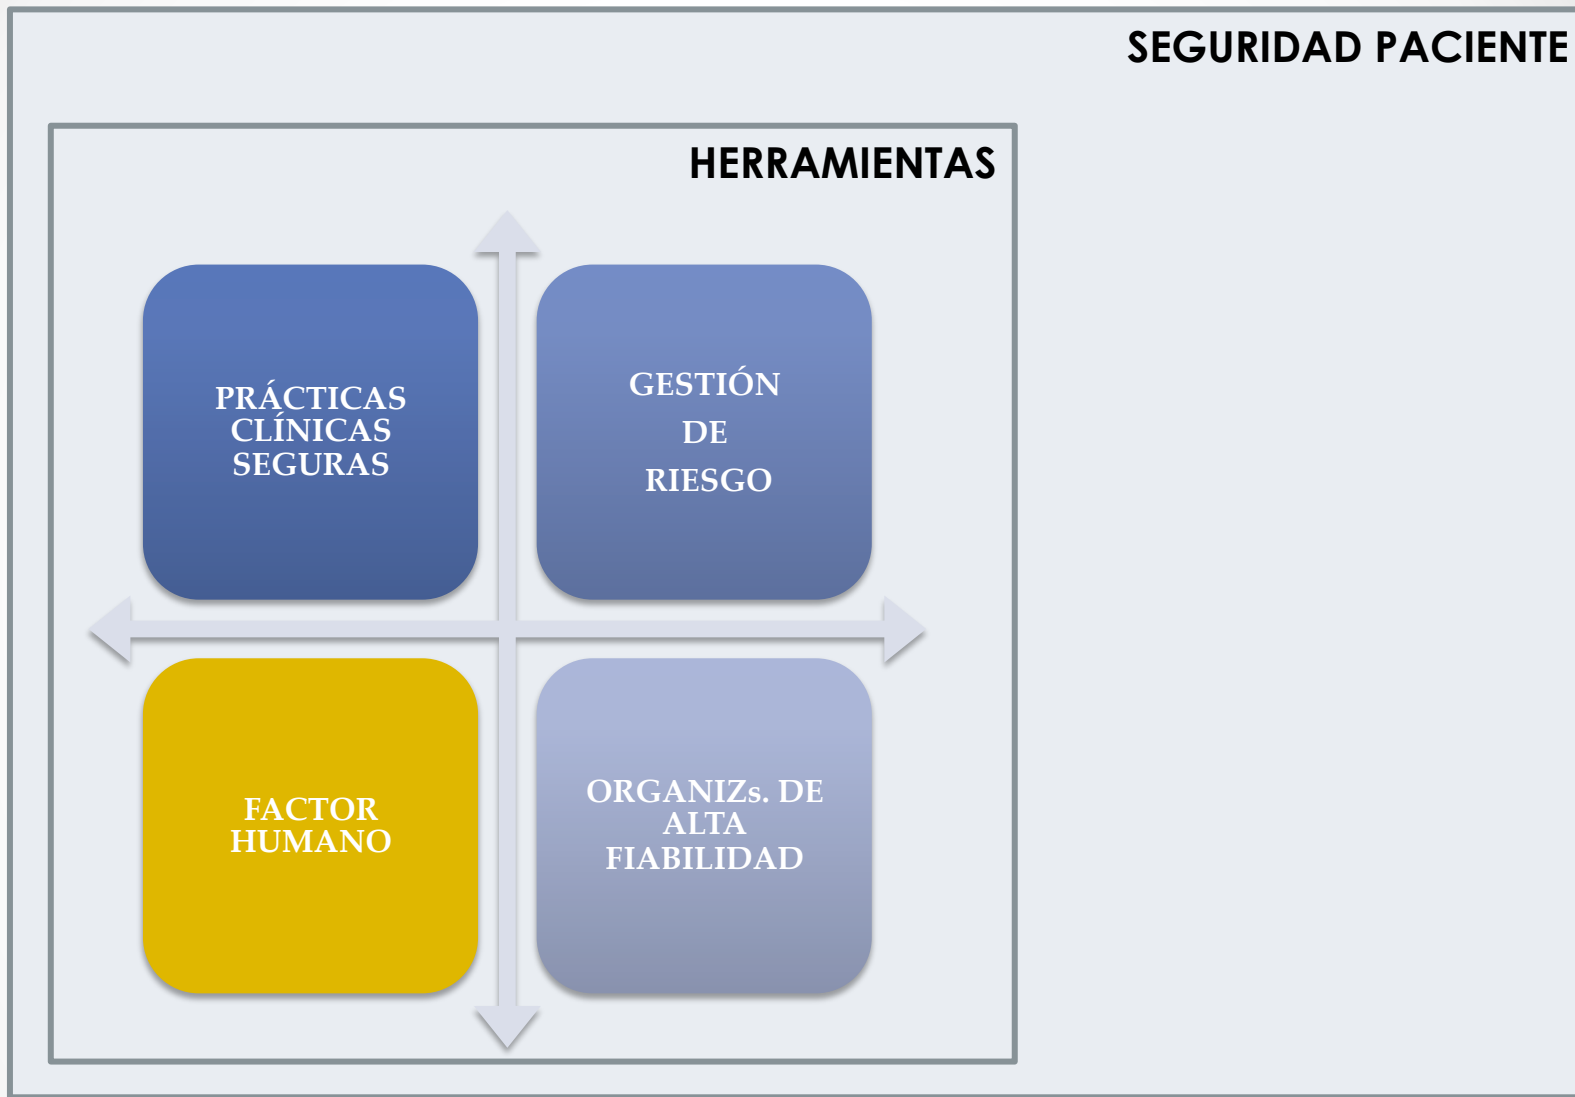 SEGURIDAD PACIENTE
HERRAMIENTAS
PRÁCTICAS
CLÍNICAS
SEGURAS
GESTIÓN
DE
RIESGO
FACTOR
HUMANO
ORGANIZs. DE
ALTA
FIABILIDAD